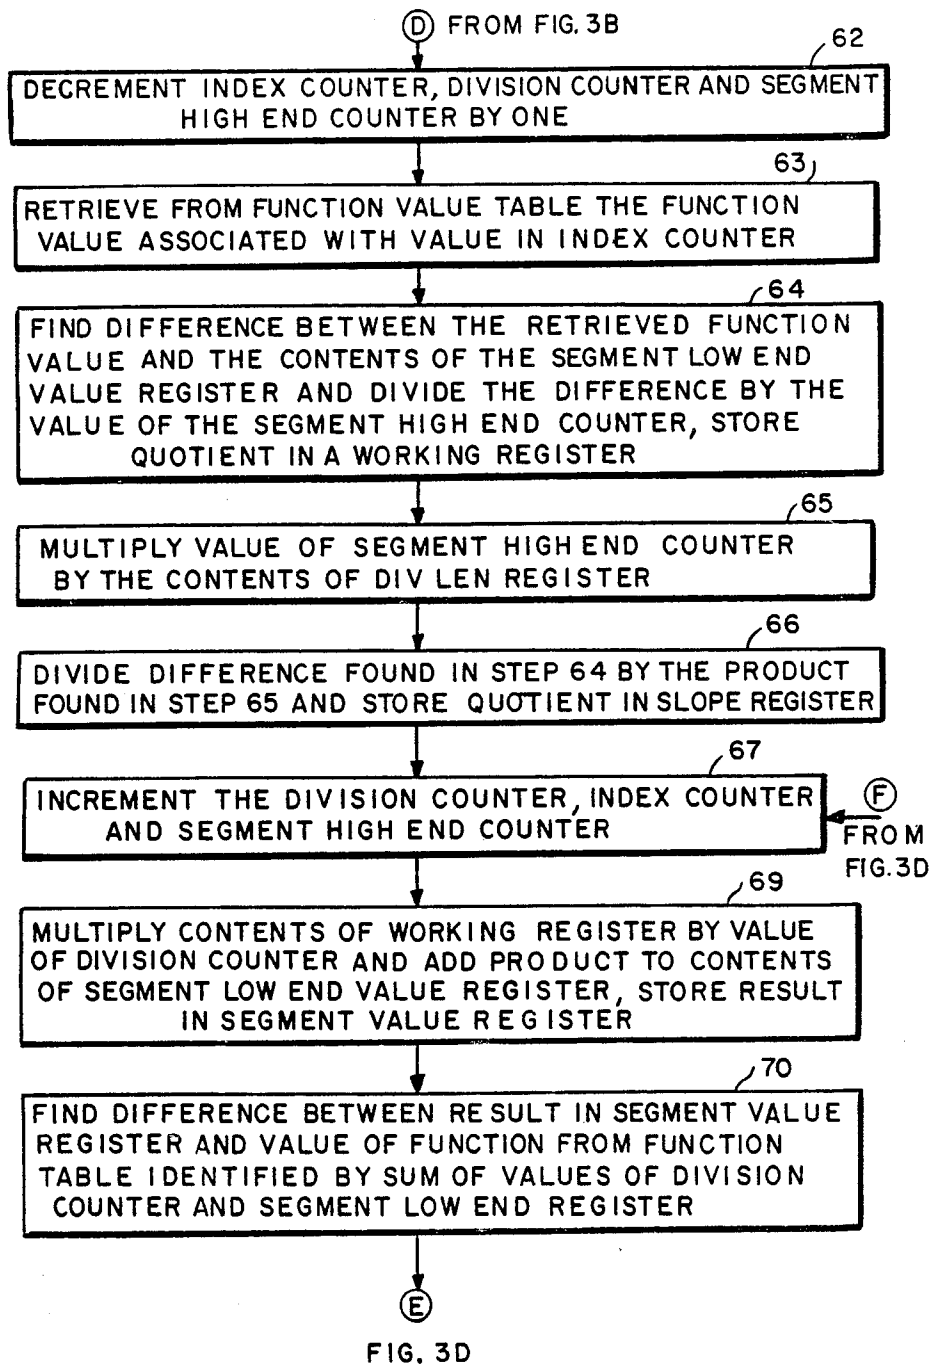 D FROM FIG. 3B
62
DECREMENT INDEX COUNTER, DIVISION COUNTER AND SEGMENT
HIGH END COUNTER BY ONE
63
RETRIEVE FROM FUNCTION VALUE TABLE THE FUNCTION
VALUE ASSOCIATED WITH VALUE IN INDEX COUNTER
64
FIND DIFFERENCE BETWEEN THE RETRIEVED FUNCTION
VALUE AND THE CONTENTS OF THE SEGMENT LOW END
VALUE REGISTER AND DIVIDE THE DIFFERENCE BY THE
VALUE OF THE SEGMENT HIGH END COUNTER, STORE
QUOTIENT IN A WORKING REGISTER
65
MULTIPLY VALUE OF SEGMENT HIGH END COUNTER
BY THE CONTENTS OF DIV LEN REGISTER
66
DIVIDE DIFFERENCE FOUND IN STEP 64 BY THE PRODUCT
FOUND IN STEP 65 AND STORE QUOTIENT IN SLOPE REGISTER
67
INCREMENT THE DIVISION COUNTER, INDEX COUNTER
AND SEGMENT HIGH END COUNTER
F
FROM
FIG. 3D
69
MULTIPLY CONTENTS OF WORKING REGISTER BY VALUE
OF DIVISION COUNTER AND ADD PRODUCT TO CONTENTS
OF SEGMENT LOW END VALUE REGISTER, STORE RESULT
IN SEGMENT VALUE REGISTER
70
FIND DIFFERENCE BETWEEN RESULT IN SEGMENT VALUE
REGISTER AND VALUE OF FUNCTION FROM FUNCTION
TABLE IDENTIFIED BY SUM OF VALUES OF DIVISION
COUNTER AND SEGMENT LOW END REGISTER
E
FIG. 3D